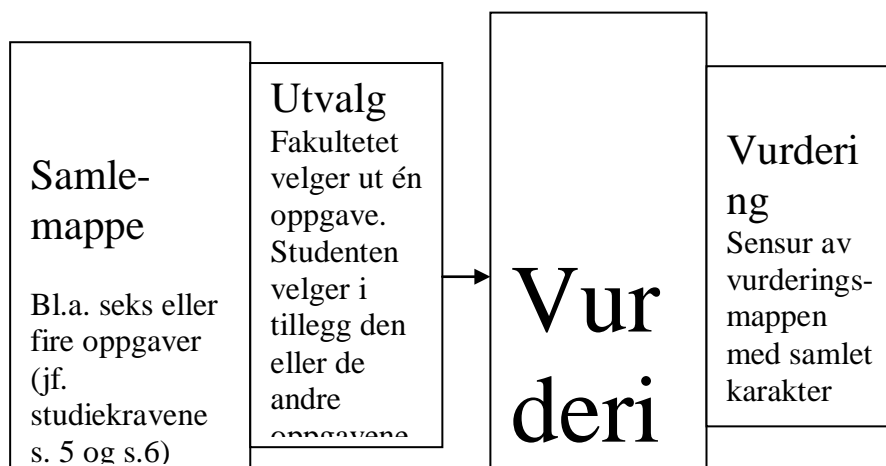 Samle-
mappe
Bl.a. seks eller
fire oppgaver
(jf.
studiekravene
s. 5 og s.6)
Utvalg
Fakultetet
velger ut én
oppgave.
Studenten
velger i
tillegg den
eller de
andre
oppgavene
Vur
deri
Vurderi
ng
Sensur av
vurderings-
mappen
med samlet
karakter